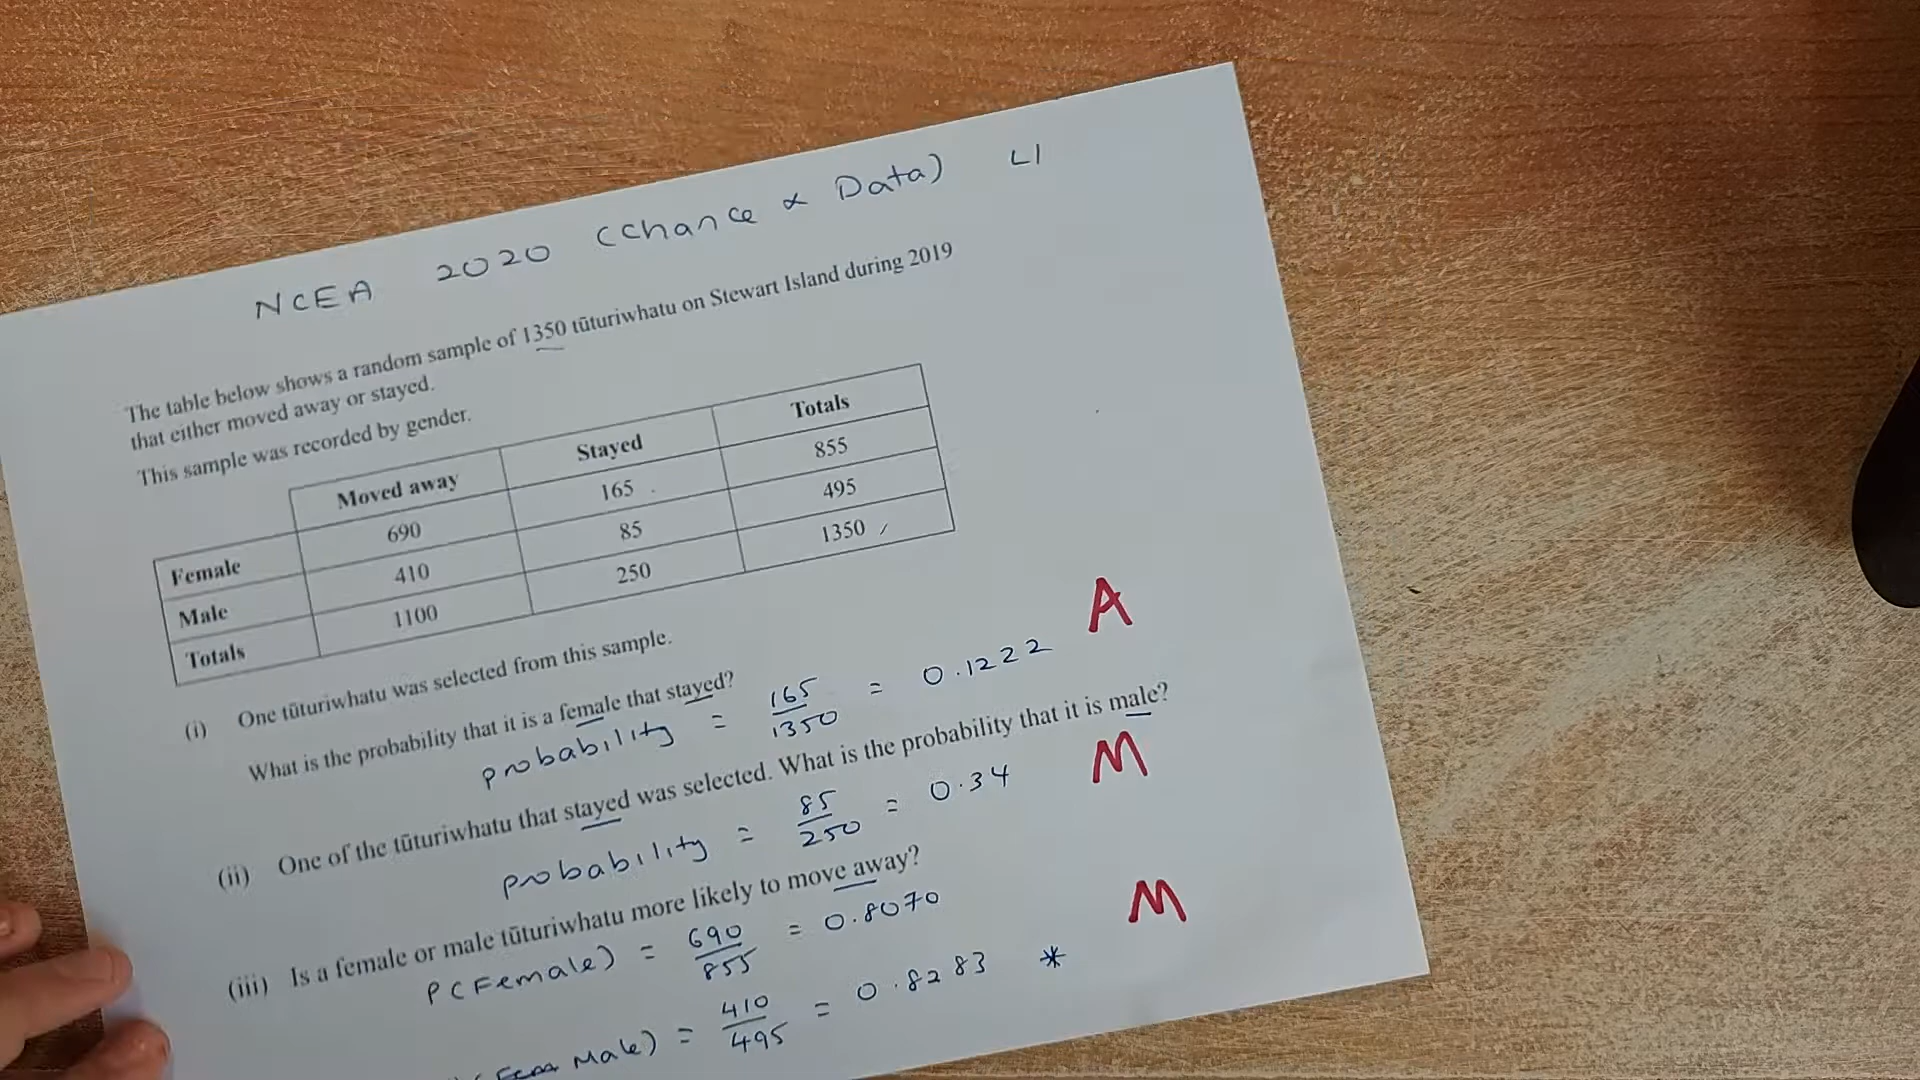 NCEA 2020 (Chance & Data) L1
The table below shows a random sample of 1350 tūturiwhatu on Stewart Island during 2019
that either moved away or stayed.
This sample was recorded by gender.
Moved away Stayed Totals
Female 690 165 855
Male 410 85 495
Totals 1100 250 1350
(i) One tūturiwhatu was selected from this sample.
What is the probability that it is a female that stayed?
probability = 165/1350 = 0.1222 A
(ii) One of the tūturiwhatu that stayed was selected. What is the probability that it is male?
probability = 85/250 = 0.34 M
(iii) Is a female or male tūturiwhatu more likely to move away?
P(Female) = 690/855 = 0.8070 M
Male) = 410/495 = 0.8283 *